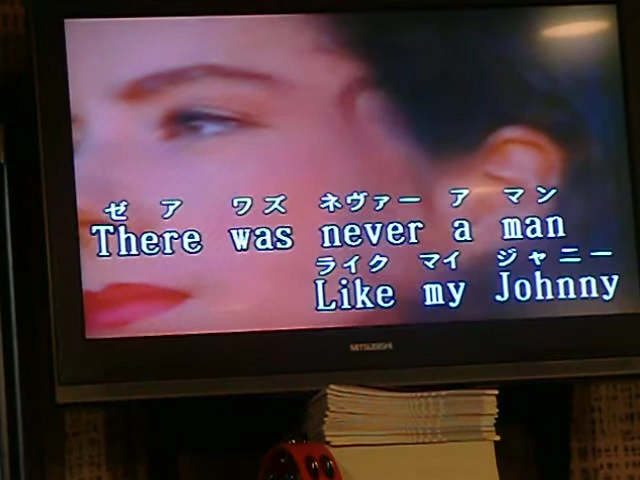 ゼア ワズ ネヴァー ア マン
There was never a man
ライク マイ ジャニー
Like my Johnny
MITSUBISHI